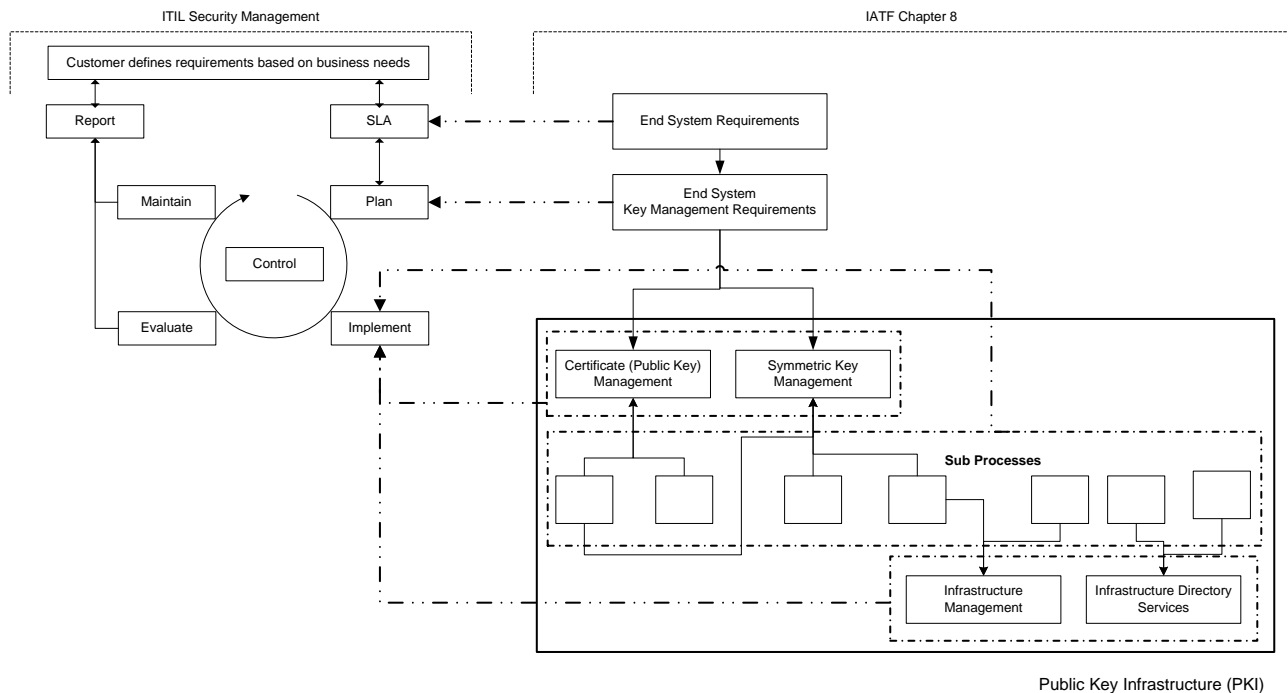 ITIL Security Management
IATF Chapter 8
Customer defines requirements based on business needs
Report
SLA
End System Requirements
Maintain
Plan
End System
Key Management Requirements
Control
Evaluate
Implement
Certificate (Public Key)
Management
Symmetric Key
Management
Sub Processes
Infrastructure
Management
Infrastructure Directory
Services
Public Key Infrastructure (PKI)